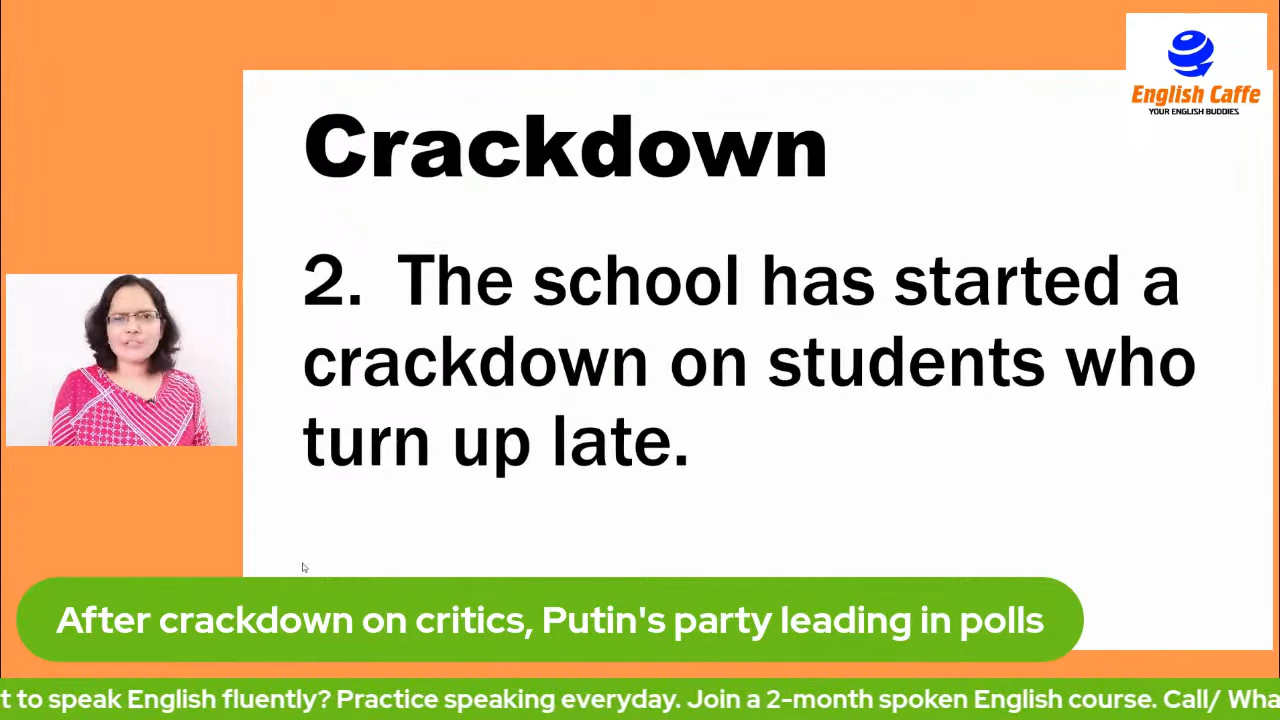 English Caffe
YOUR ENGLISH BUDDIES
Crackdown
2. The school has started a
crackdown on students who
turn up late.
After crackdown on critics, Putin's party leading in polls
to speak English fluently? Practice speaking everyday. Join a 2-month spoken English course. Call/